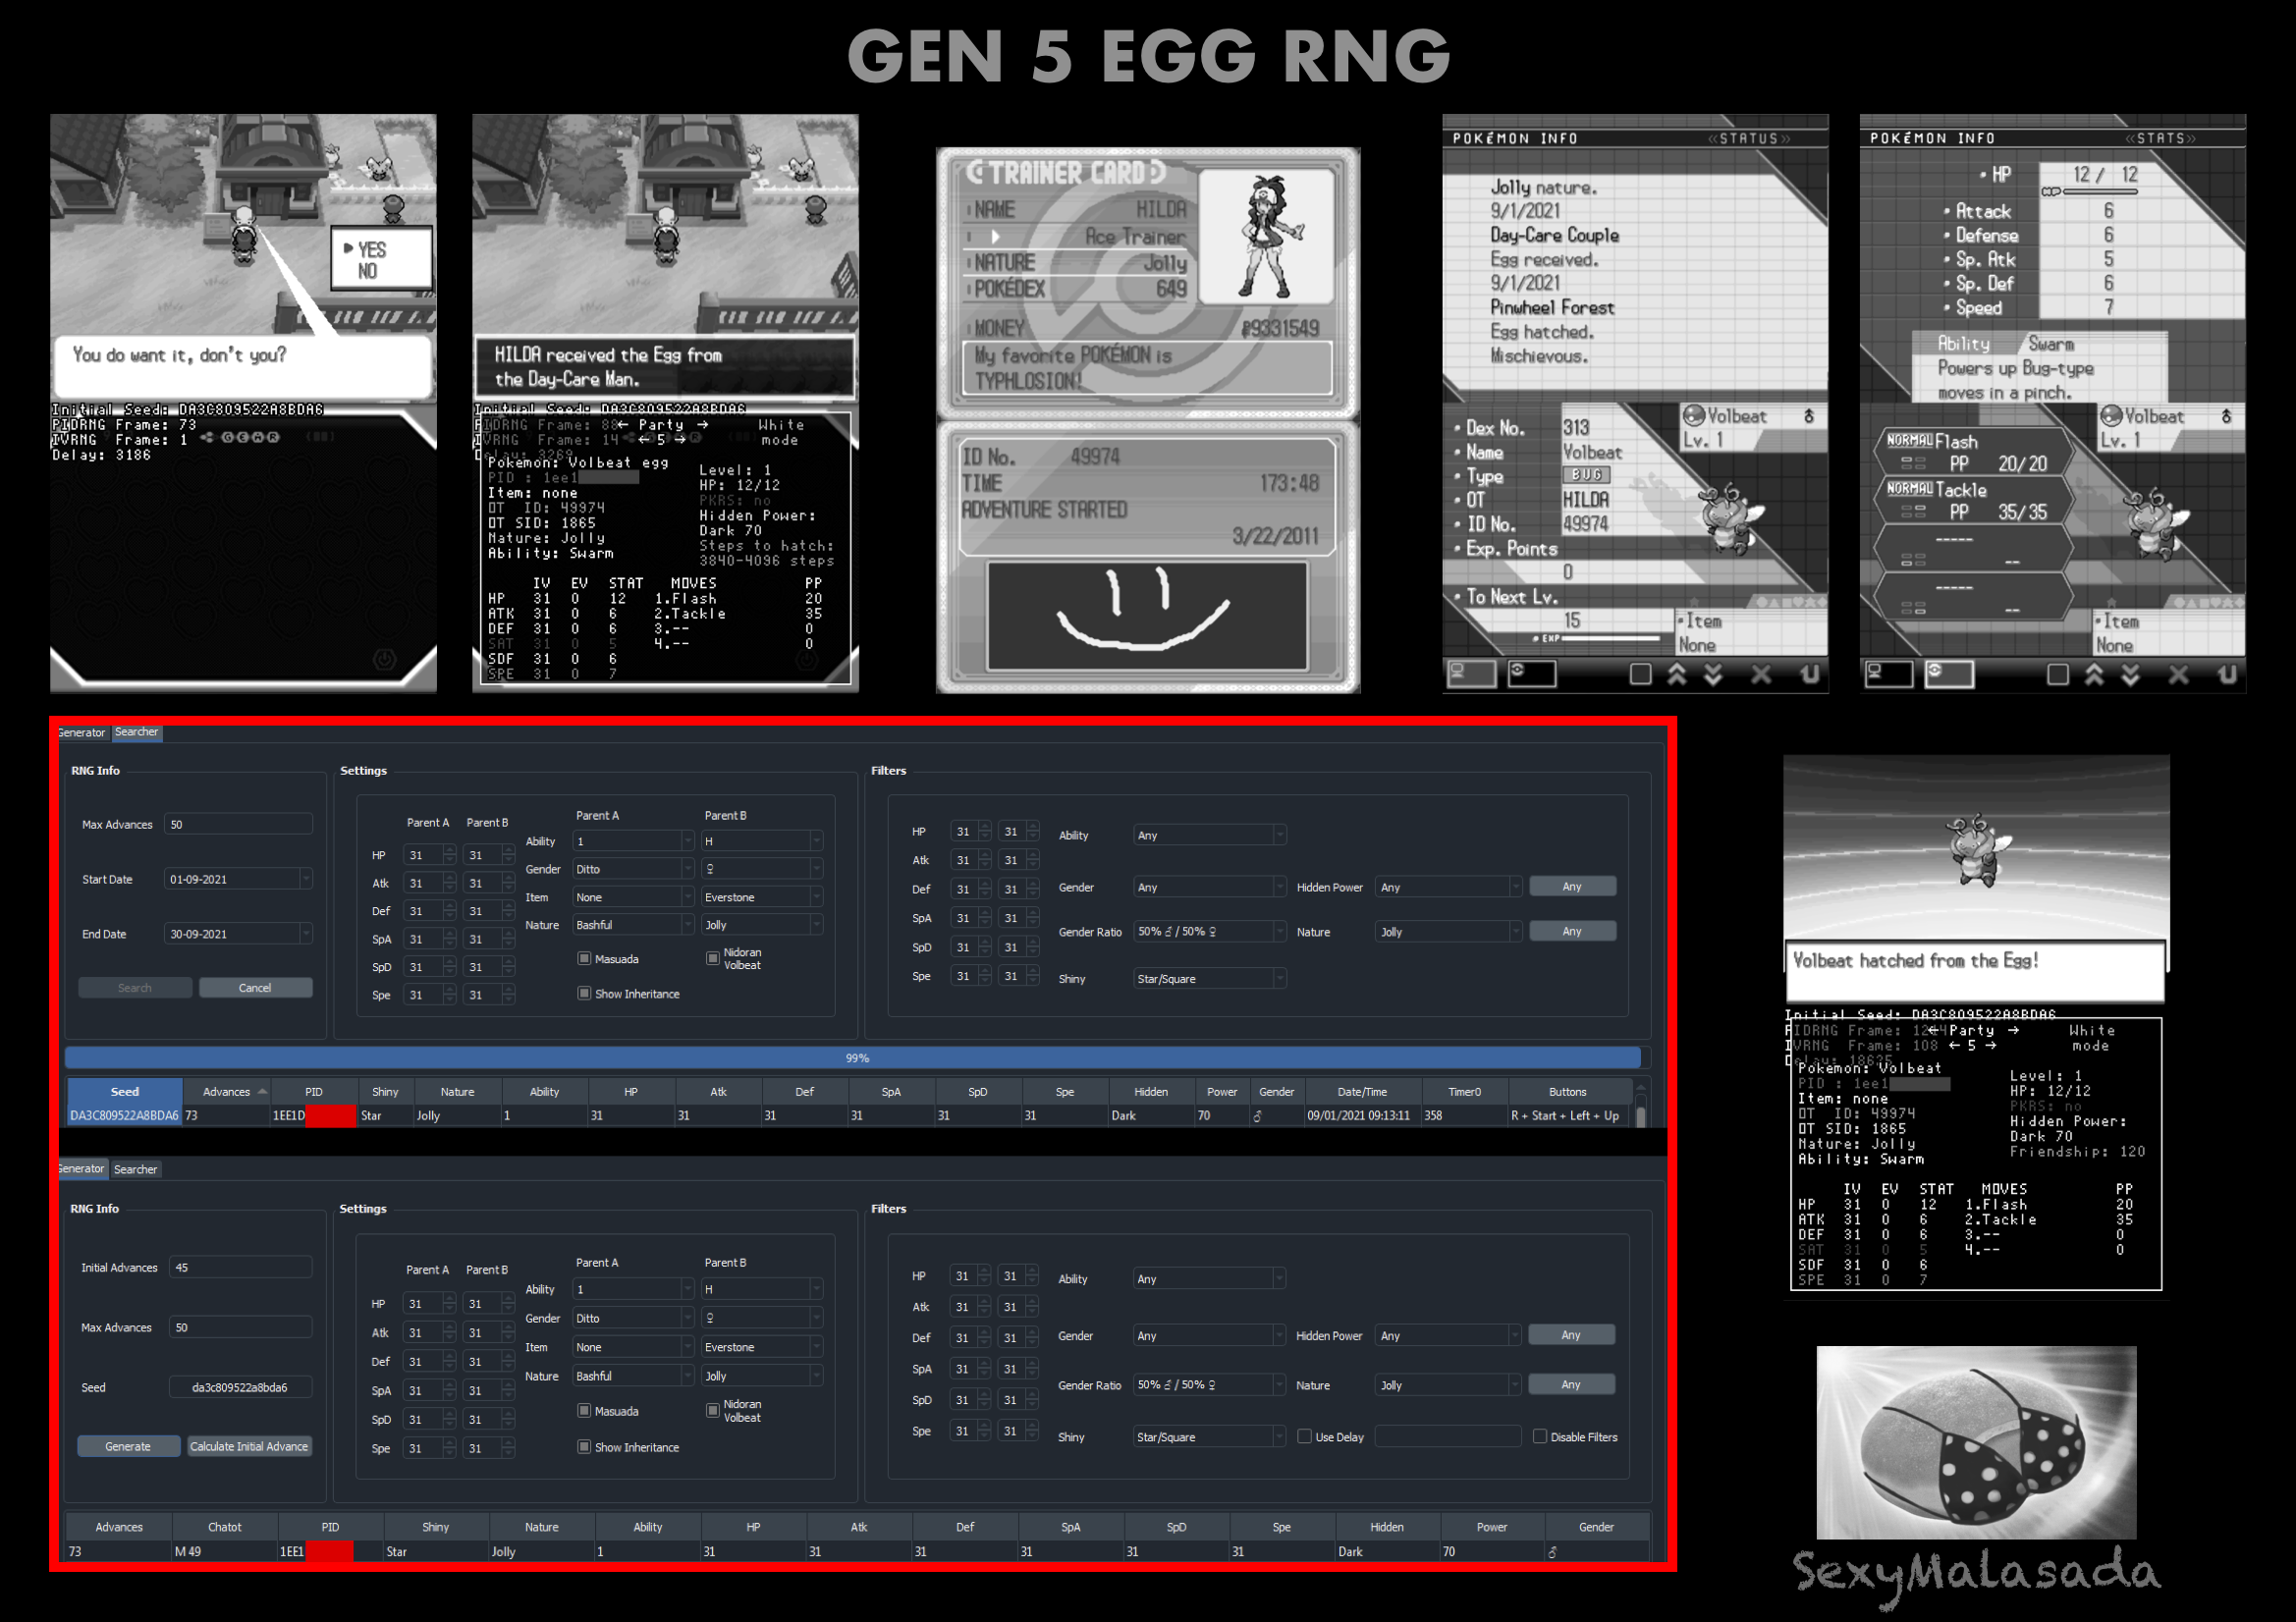 GEN 5 EGG RNG
YES
NO
You do want it, don't you?
Initial Seed: DA3C809522A8BDA6
PIDRNG Frame: 73
IVRNG Frame: 1
C-GEAR
Delay: 3186
HILDA received the Egg from
the Day-Care Man.
Initial Seed: DA3C809522A8BDA6
PIDRNG Frame: 88 ← Party → White
IVRNG Frame: 14 ← 5 → mode
Delay: 3269
Pokemon: Volbeat egg
PID : 1ee1
Item: none
OT ID: 49974
OT SID: 1865
Nature: Jolly
Ability: Swarm
Level: 1
HP: 12/12
PKRS: no
Hidden Power:
Dark 70
Steps to hatch:
3840-4096 steps
IV EV STAT MOVES PP
HP 31 0 12 1.Flash 20
ATK 31 0 6 2.Tackle 35
DEF 31 0 6 3.-- 0
SAT 31 0 5 4.-- 0
SDF 31 0 6
SPE 31 0 7
TRAINER CARD
NAME HILDA
Ace Trainer
NATURE Jolly
POKéDEX 649
MONEY ₽9331549
My favorite POKéMON is
TYPHLOSION!
ID No. 49974
TIME 173:48
ADVENTURE STARTED
3/22/2011
POKéMON INFO «STATUS»
Jolly nature.
9/1/2021
Day-Care Couple
Egg received.
9/1/2021
Pinwheel Forest
Egg hatched.
Mischievous.
Dex No. 313
Name Volbeat
Type BUG
OT HILDA
ID No. 49974
Exp. Points
0
To Next Lv.
15
EXP
Volbeat ♂
Lv. 1
Item
None
POKéMON INFO «STATS»
HP 12/ 12
HP
Attack 6
Defense 6
Sp. Atk 5
Sp. Def 6
Speed 7
Ability Swarm
Powers up Bug-type
moves in a pinch.
Volbeat ♂
Lv. 1
NORMAL Flash
PP 20/20
NORMAL Tackle
PP 35/35
-----
--
-----
--
Item
None
Generator Searcher
RNG Info
Max Advances 50
Start Date 01-09-2021
End Date 30-09-2021
Search Cancel
Settings
Parent A Parent B
HP 31 31
Atk 31 31
Def 31 31
SpA 31 31
SpD 31 31
Spe 31 31
Parent A Parent B
Ability 1 H
Gender Ditto ♀
Item None Everstone
Nature Bashful Jolly
Masuada
Nidoran
Volbeat
Show Inheritance
Filters
HP 31 31
Atk 31 31
Def 31 31
SpA 31 31
SpD 31 31
Spe 31 31
Ability Any
Gender Any
Hidden Power Any Any
Gender Ratio 50% ♂ / 50% ♀
Nature Jolly Any
Shiny Star/Square
99%
Seed Advances PID Shiny Nature Ability HP Atk Def SpA SpD Spe Hidden Power Gender Date/Time Timer0 Buttons
DA3C809522A8BDA6 73 1EE1D Star Jolly 1 31 31 31 31 31 31 Dark 70 ♂ 09/01/2021 09:13:11 358 R + Start + Left + Up
Generator Searcher
RNG Info
Initial Advances 45
Max Advances 50
Seed da3c809522a8bda6
Generate Calculate Initial Advance
Settings
Parent A Parent B
HP 31 31
Atk 31 31
Def 31 31
SpA 31 31
SpD 31 31
Spe 31 31
Parent A Parent B
Ability 1 H
Gender Ditto ♀
Item None Everstone
Nature Bashful Jolly
Masuada
Nidoran
Volbeat
Show Inheritance
Filters
HP 31 31
Atk 31 31
Def 31 31
SpA 31 31
SpD 31 31
Spe 31 31
Ability Any
Gender Any
Hidden Power Any Any
Gender Ratio 50% ♂ / 50% ♀
Nature Jolly Any
Shiny Star/Square
Use Delay
Disable Filters
Advances Chatot PID Shiny Nature Ability HP Atk Def SpA SpD Spe Hidden Power Gender
73 M 49 1EE1 Star Jolly 1 31 31 31 31 31 31 Dark 70 ♂
Volbeat hatched from the Egg!
Initial Seed: DA3C809522A8BDA6
PIDRNG Frame: ← Party → White
IVRNG Frame: 108 ← 5 → mode
Delay: 18635
Pokemon: Volbeat
PID : 1ee1
Item: none
OT ID: 49974
OT SID: 1865
Nature: Jolly
Ability: Swarm
Level: 1
HP: 12/12
PKRS: no
Hidden Power:
Dark 70
Friendship: 120
IV EV STAT MOVES PP
HP 31 0 12 1.Flash 20
ATK 31 0 6 2.Tackle 35
DEF 31 0 6 3.-- 0
SAT 31 0 5 4.-- 0
SDF 31 0 6
SPE 31 0 7
SexyMalasada